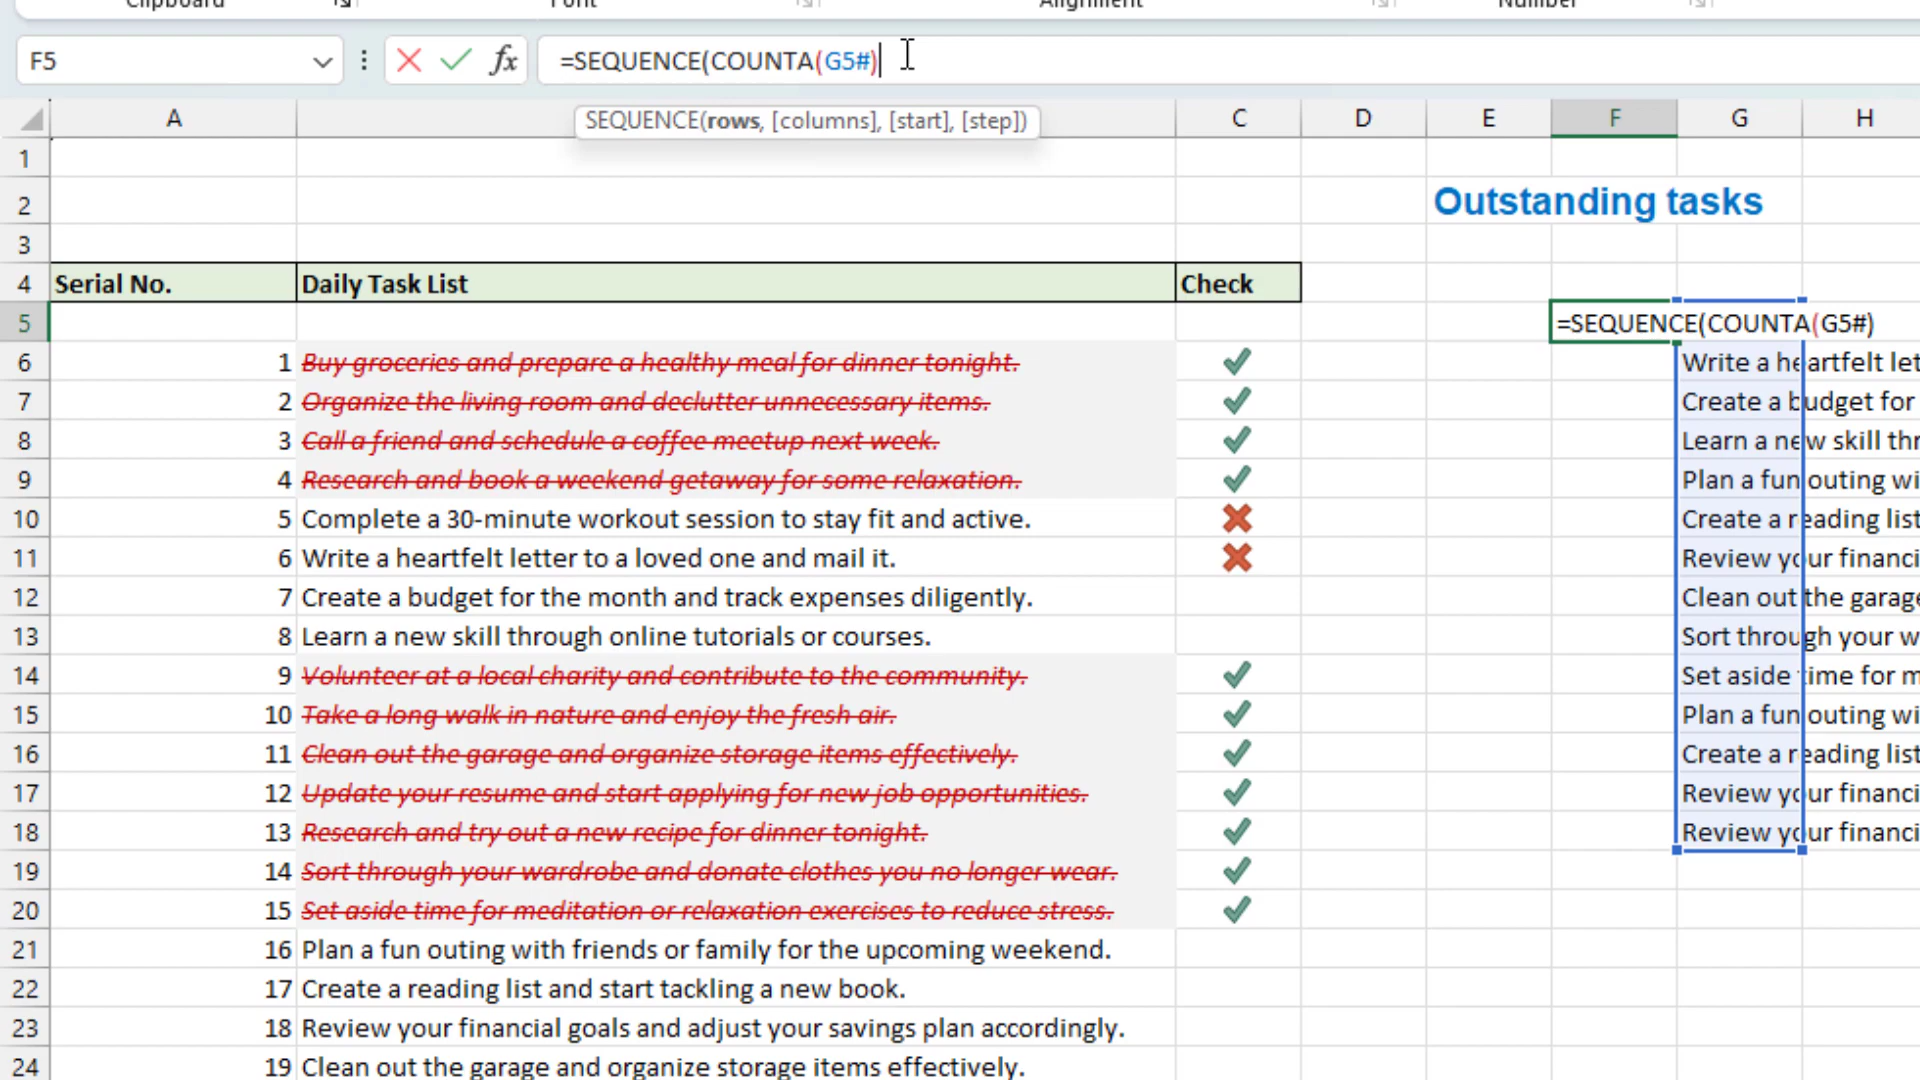 Clipboard Font Alignment Number
F5 fx =SEQUENCE(COUNTA(G5#)
SEQUENCE(rows, [columns], [start], [step])
A C D E F G H
1
2 Outstanding tasks
3
4 Serial No. Daily Task List Check
5 =SEQUENCE(COUNTA(G5#)
6 1 Buy groceries and prepare a healthy meal for dinner tonight. Write a heartfelt let
7 2 Organize the living room and declutter unnecessary items. Create a budget for
8 3 Call a friend and schedule a coffee meetup next week. Learn a new skill thr
9 4 Research and book a weekend getaway for some relaxation. Plan a fun outing wi
10 5 Complete a 30-minute workout session to stay fit and active. Create a reading list
11 6 Write a heartfelt letter to a loved one and mail it. Review your financi
12 7 Create a budget for the month and track expenses diligently. Clean out the garage
13 8 Learn a new skill through online tutorials or courses. Sort through your w
14 9 Volunteer at a local charity and contribute to the community. Set aside time for m
15 10 Take a long walk in nature and enjoy the fresh air. Plan a fun outing wi
16 11 Clean out the garage and organize storage items effectively. Create a reading list
17 12 Update your resume and start applying for new job opportunities. Review your financi
18 13 Research and try out a new recipe for dinner tonight. Review your financi
19 14 Sort through your wardrobe and donate clothes you no longer wear.
20 15 Set aside time for meditation or relaxation exercises to reduce stress.
21 16 Plan a fun outing with friends or family for the upcoming weekend.
22 17 Create a reading list and start tackling a new book.
23 18 Review your financial goals and adjust your savings plan accordingly.
24 19 Clean out the garage and organize storage items effectively.